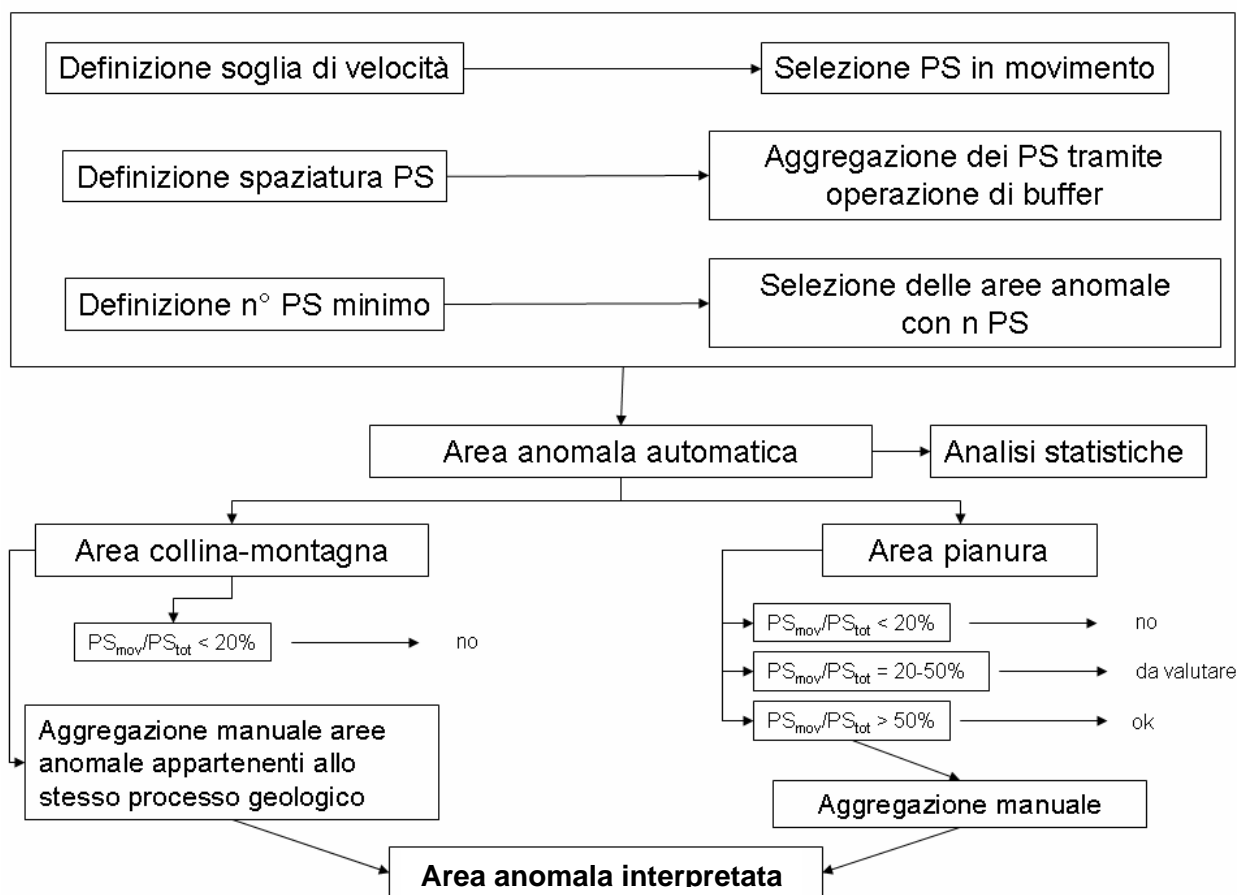 Definizione soglia di velocità
Selezione PS in movimento
Definizione spaziatura PS
Aggregazione dei PS tramite
operazione di buffer
Definizione n° PS minimo
Selezione delle aree anomale
con n PS
Area anomala automatica
Analisi statistiche
Area collina-montagna
Area pianura
PSmov/PStot < 20%
no
PSmov/PStot < 20%
no
PSmov/PStot = 20-50%
da valutare
PSmov/PStot > 50%
ok
Aggregazione manuale aree
anomale appartenenti allo
stesso processo geologico
Aggregazione manuale
Area anomala interpretata